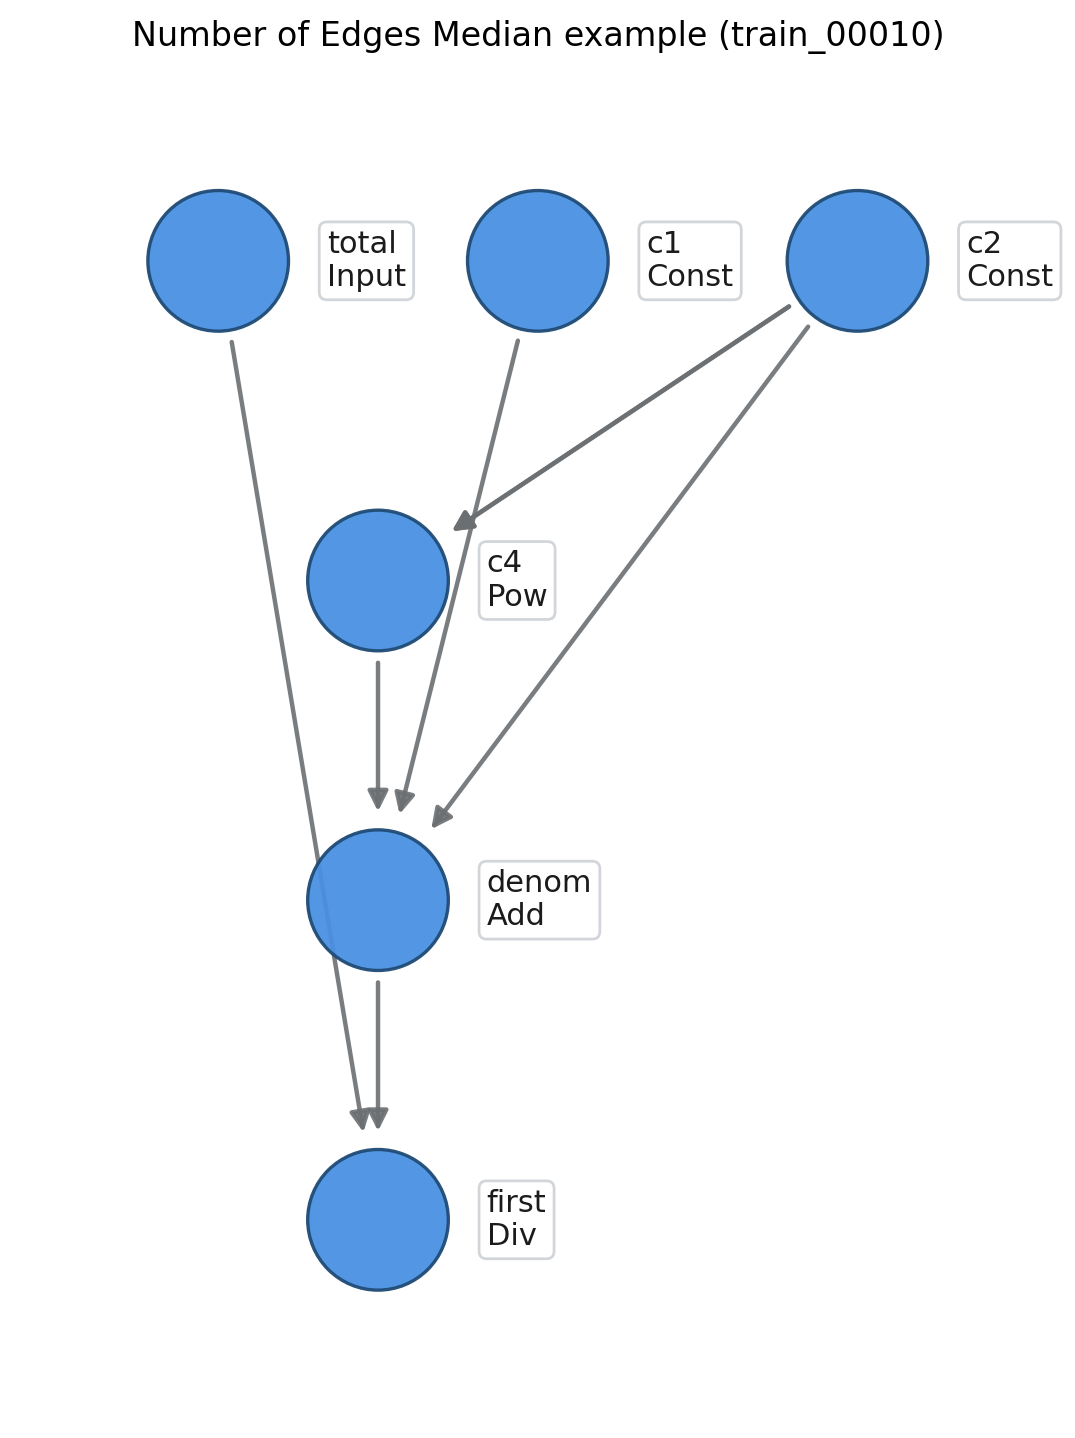 Number of Edges Median example (train_00010)
total
Input
c1
Const
c2
Const
c4
Pow
denom
Add
first
Div